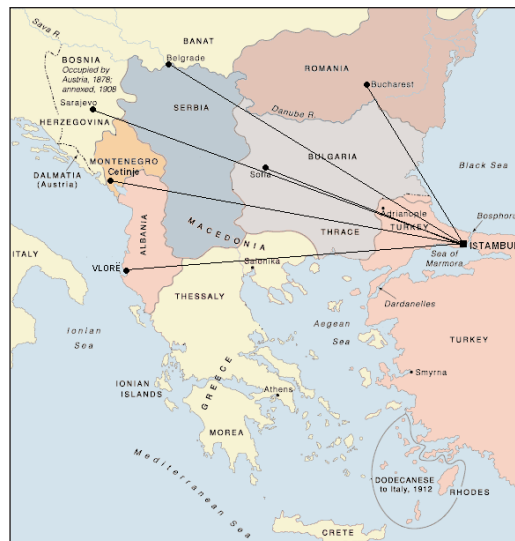 Sava R.
BANAT
BOSNIA
Occupied by
Austria, 1878;
annexed, 1908
Belgrade
ROMANIA
Bucharest
Sarajevo
SERBIA
Danube R.
HERZEGOVINA
BULGARIA
MONTENEGRO
Cetinje
DALMATIA
(Austria)
Sofia
Black Sea
Adrianople
Bosphoru
ALBANIA
MACEDONIA
THRACE
TURKEY
ISTAMBUL
Sea of
Marmora
ITALY
VLORË
Salonika
THESSALY
Dardanelles
Ionian
Sea
Aegean
Sea
TURKEY
IONIAN
ISLANDS
GREECE
Smyrna
Athens
MOREA
Mediterranean Sea
DODECANESE
to Italy, 1912
RHODES
CRETE